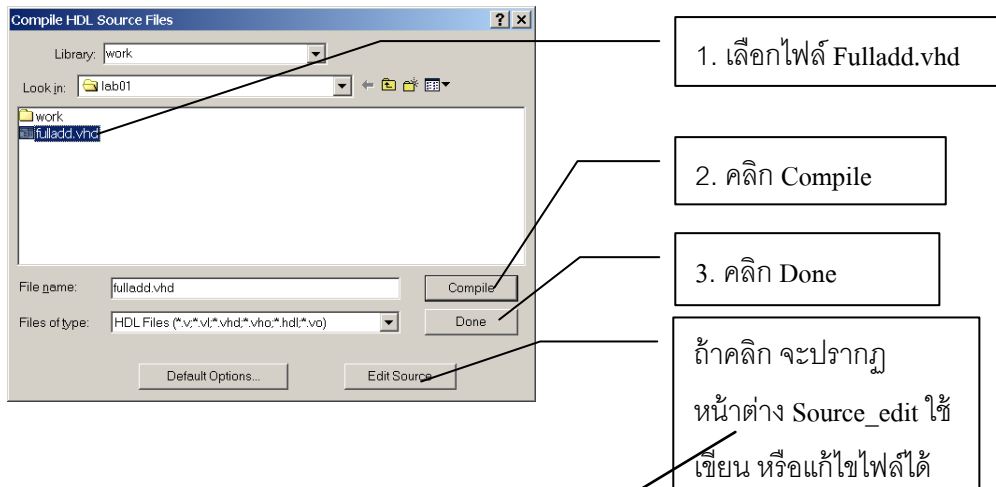 Compile HDL Source Files
Library: work
Look in: lab01
work
fulladd.vhd
File name: fulladd.vhd
Compile
Files of type: HDL Files (*.v;*.vl;*.vhd;*.vho;*.hdl;*.vo)
Done
Default Options...
Edit Source
1. เลือกไฟล์ Fulladd.vhd
2. คลิก Compile
3. คลิก Done
ถ้าคลิก จะปรากฏ
หน้าต่าง Source_edit ใช้
เขียน หรือแก้ไขไฟล์ได้